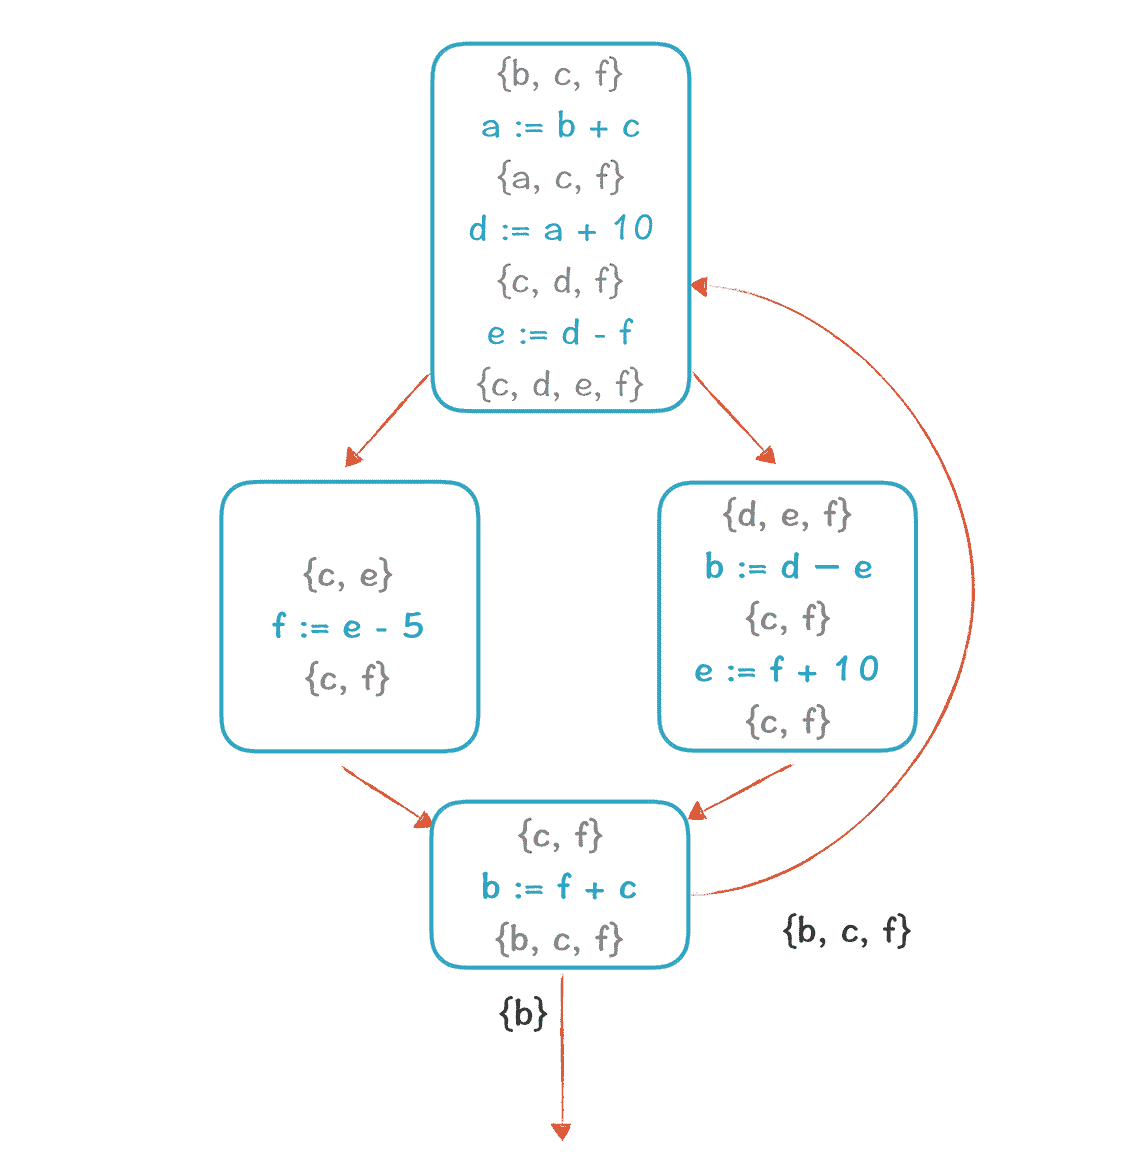 {b, c, f}
a := b + c
{a, c, f}
d := a + 10
{c, d, f}
e := d - f
{c, d, e, f}
{c, e}
f := e - 5
{c, f}
{d, e, f}
b := d — e
{c, f}
e := f + 10
{c, f}
{c, f}
b := f + c
{b, c, f}
{b, c, f}
{b}